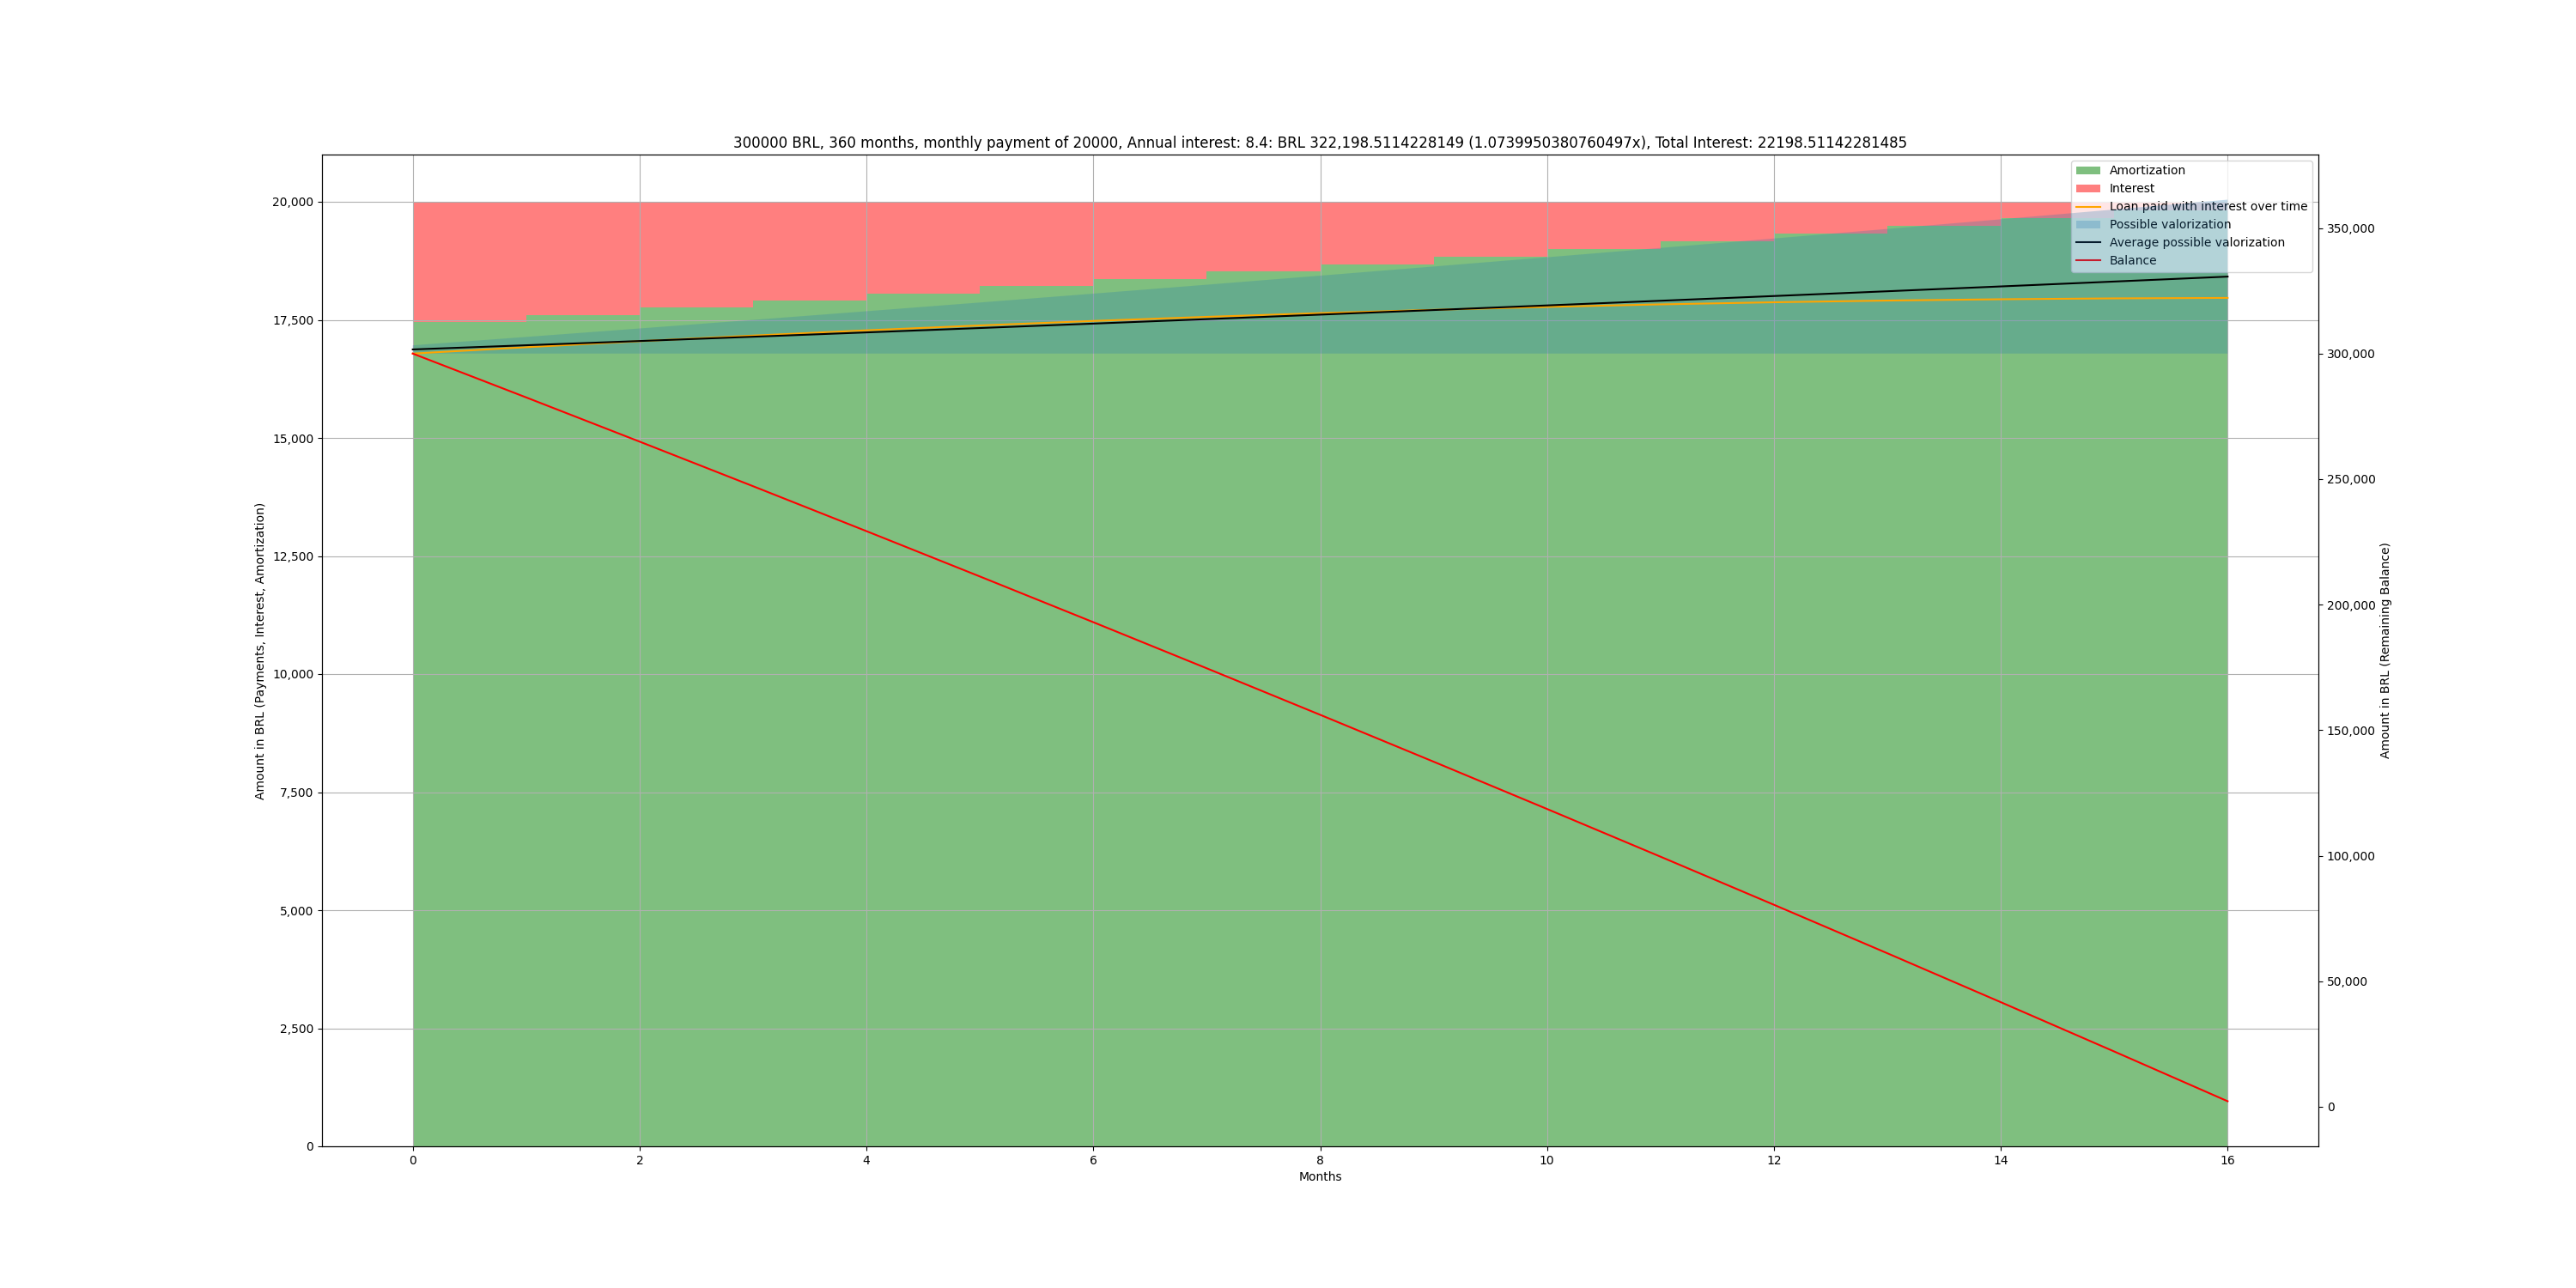 300000 BRL, 360 months, monthly payment of 20000, Annual interest: 8.4: BRL 322,198.5114228149 (1.0739950380760497x), Total Interest: 22198.51142281485
Amortization
Interest
Loan paid with interest over time
Possible valorization
Average possible valorization
Balance
Amount in BRL (Payments, Interest, Amortization)
20,000
17,500
15,000
12,500
10,000
7,500
5,000
2,500
0
350,000
300,000
250,000
200,000
150,000
100,000
50,000
0
Amount in BRL (Remaining Balance)
0 2 4 6 8 10 12 14 16
Months